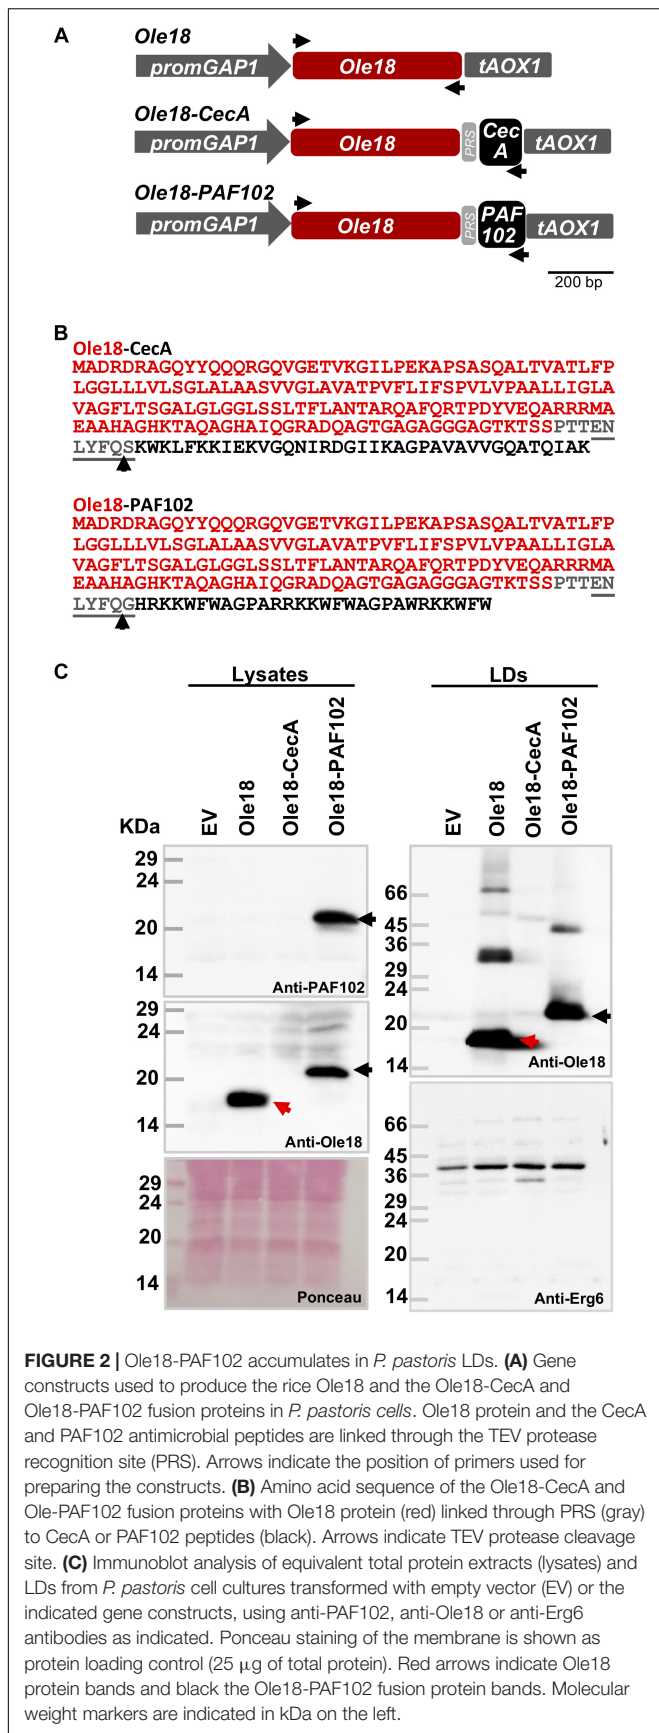 A
Ole18
promGAP1 Ole18 tAOX1
Ole18-CecA
promGAP1 Ole18 PRS Cec A tAOX1
Ole18-PAF102
promGAP1 Ole18 PRS PAF 102 tAOX1
200 bp
B
Ole18-CecA
MADRDRAGQYYQQQRGQVGETVKGILPEKAPSASQALTVATLFP
LGGLLLVLSGLALAASVVGLAVATPVFLIFSPVLVPAALLIGLA
VAGFLTSGALGLGGLSSLTFLANTARQAFQRTPDYVEQARRRMA
EAAHAGHKTAQAGHAIQGRADQAGTGAGAGGGAGTKTSSPTTEN
LYFQSKWKLFKKIEKVGQNIRDGIIKAGPAVAVVGQATQIAK
Ole18-PAF102
MADRDRAGQYYQQQRGQVGETVKGILPEKAPSASQALTVATLFP
LGGLLLVLSGLALAASVVGLAVATPVFLIFSPVLVPAALLIGLA
VAGFLTSGALGLGGLSSLTFLANTARQAFQRTPDYVEQARRRMA
EAAHAGHKTAQAGHAIQGRADQAGTGAGAGGGAGTKTSSPTTEN
LYFQGHRKKWFWAGPARRKKWFWAGPAWRKKWFW
C
Lysates
EV
Ole18
Ole18-CecA
Ole18-PAF102
KDa
29
24
20
14
Anti-PAF102
29
24
20
14
Anti-Ole18
29
24
20
14
Ponceau
LDs
EV
Ole18
Ole18-CecA
Ole18-PAF102
66
45
36
29
24
20
14
Anti-Ole18
66
45
36
29
24
20
14
Anti-Erg6
FIGURE 2 | Ole18-PAF102 accumulates in P. pastoris LDs. (A) Gene
constructs used to produce the rice Ole18 and the Ole18-CecA and
Ole18-PAF102 fusion proteins in P. pastoris cells. Ole18 protein and the CecA
and PAF102 antimicrobial peptides are linked through the TEV protease
recognition site (PRS). Arrows indicate the position of primers used for
preparing the constructs. (B) Amino acid sequence of the Ole18-CecA and
Ole-PAF102 fusion proteins with Ole18 protein (red) linked through PRS (gray)
to CecA or PAF102 peptides (black). Arrows indicate TEV protease cleavage
site. (C) Immunoblot analysis of equivalent total protein extracts (lysates) and
LDs from P. pastoris cell cultures transformed with empty vector (EV) or the
indicated gene constructs, using anti-PAF102, anti-Ole18 or anti-Erg6
antibodies as indicated. Ponceau staining of the membrane is shown as
protein loading control (25 μg of total protein). Red arrows indicate Ole18
protein bands and black the Ole18-PAF102 fusion protein bands. Molecular
weight markers are indicated in kDa on the left.